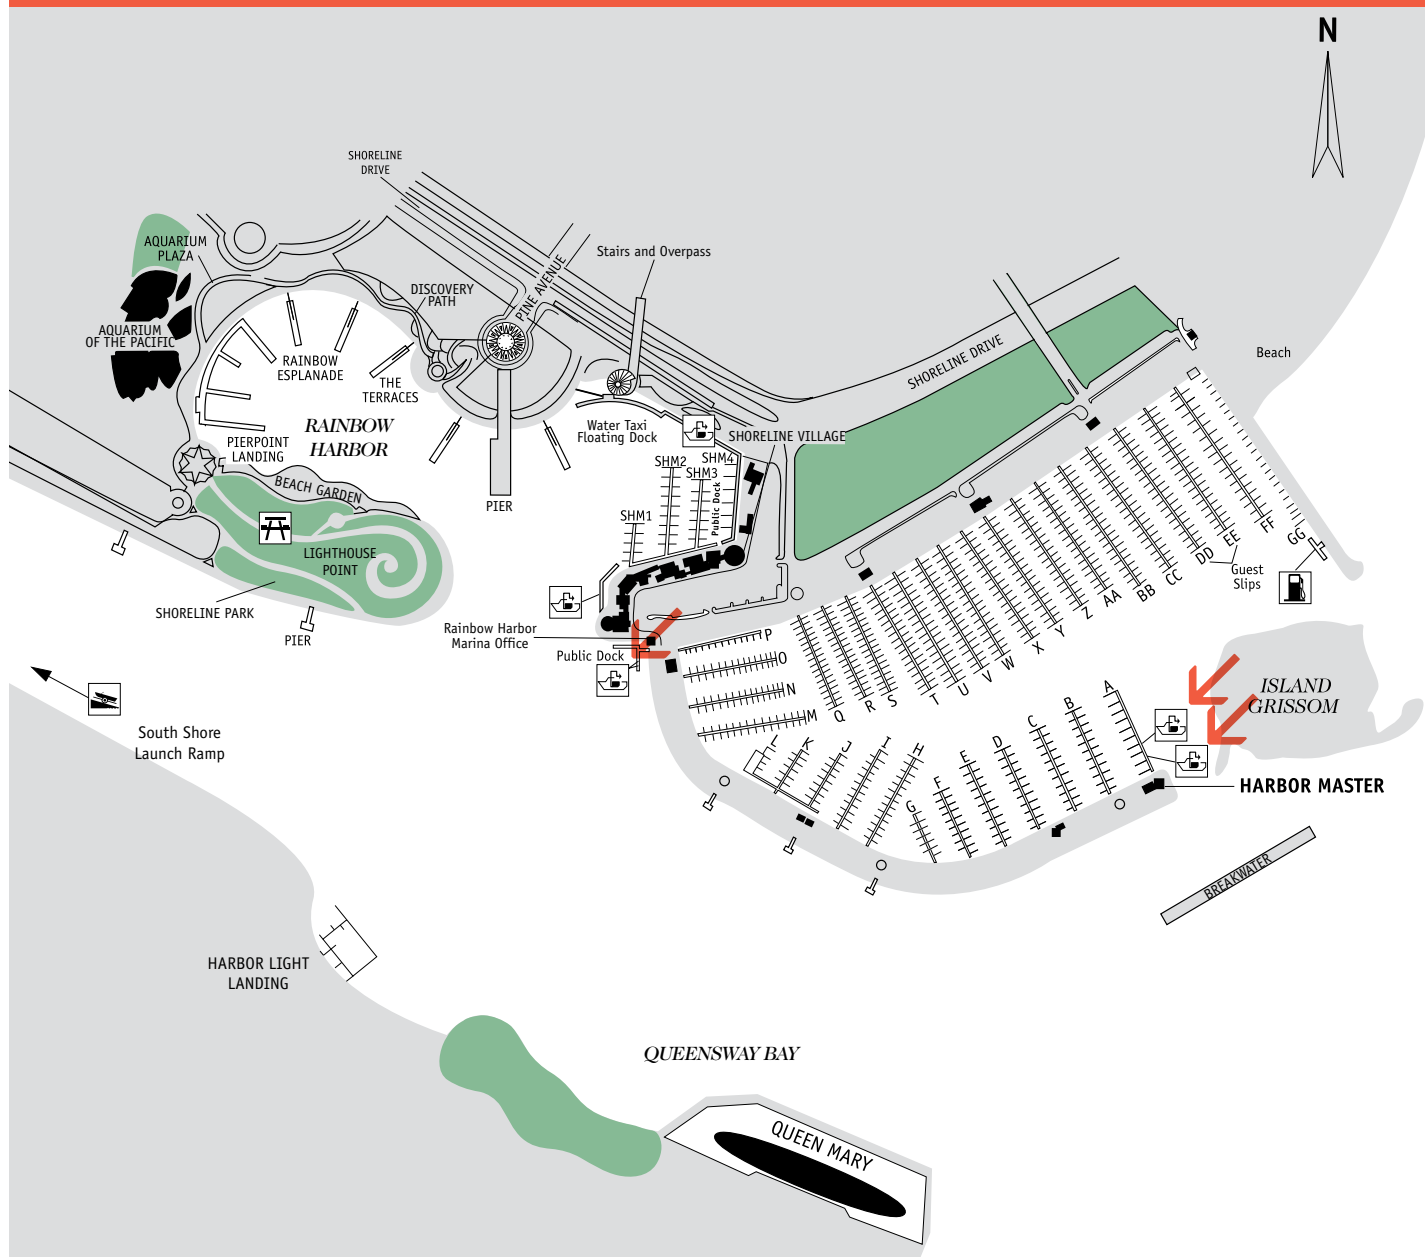 N
SHORELINE
DRIVE
AQUARIUM
PLAZA
Stairs and Overpass
PINE AVENUE
DISCOVERY
PATH
AQUARIUM
OF THE PACIFIC
RAINBOW
ESPLANADE
THE
TERRACES
SHORELINE DRIVE
Beach
RAINBOW
HARBOR
PIERPOINT
LANDING
Water Taxi
Floating Dock
SHORELINE VILLAGE
SHM4
SHM2
SHM3
Public Dock
SHM1
BEACH GARDEN
PIER
LIGHTHOUSE
POINT
SHORELINE PARK
PIER
Rainbow Harbor
Marina Office
Public Dock
GG
FF
EE
DD
CC
BB
AA
Z
Y
X
W
V
U
T
S
R
Q
P
O
N
M
Guest
Slips
ISLAND
GRISSOM
South Shore
Launch Ramp
L
K
J
I
H
G
F
E
D
C
B
A
HARBOR MASTER
BREAKWATER
HARBOR LIGHT
LANDING
QUEENSWAY BAY
QUEEN MARY